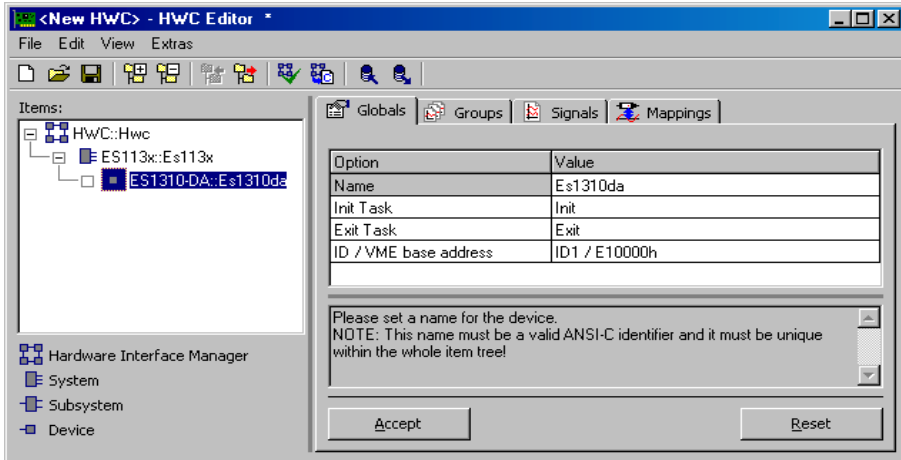 <New HWC> - HWC Editor *
File Edit View Extras
Items:
HWC::Hwc
ES113x::Es113x
ES1310-DA::Es1310da
Hardware Interface Manager
System
Subsystem
Device
Globals Groups Signals Mappings
Option Value
Name Es1310da
Init Task Init
Exit Task Exit
ID / VME base address ID1 / E10000h
Please set a name for the device.
NOTE: This name must be a valid ANSI-C identifier and it must be unique
within the whole item tree!
Accept Reset